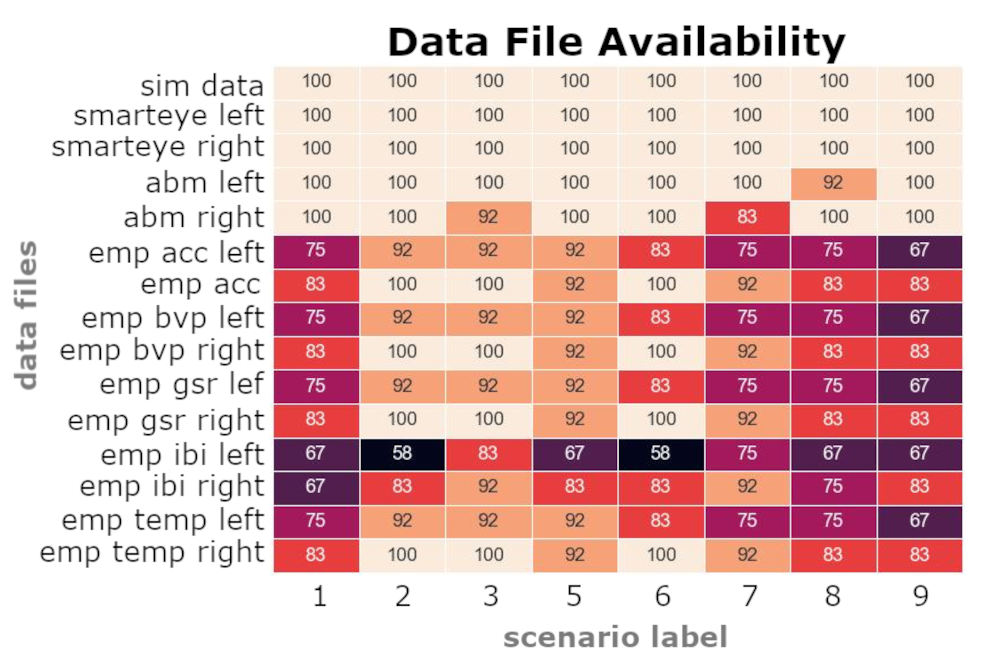 Data File Availability
sim data 100 100 100 100 100 100 100 100
smarteye left 100 100 100 100 100 100 100 100
smarteye right 100 100 100 100 100 100 100 100
abm left 100 100 100 100 100 100 92 100
abm right 100 100 92 100 100 83 100 100
emp acc left 75 92 92 92 83 75 75 67
emp acc 83 100 100 92 100 92 83 83
emp bvp left 75 92 92 92 83 75 75 67
emp bvp right 83 100 100 92 100 92 83 83
emp gsr lef 75 92 92 92 83 75 75 67
emp gsr right 83 100 100 92 100 92 83 83
emp ibi left 67 58 83 67 58 75 67 67
emp ibi right 67 83 92 83 83 92 75 83
emp temp left 75 92 92 92 83 75 75 67
emp temp right 83 100 100 92 100 92 83 83
1 2 3 5 6 7 8 9
scenario label
data files